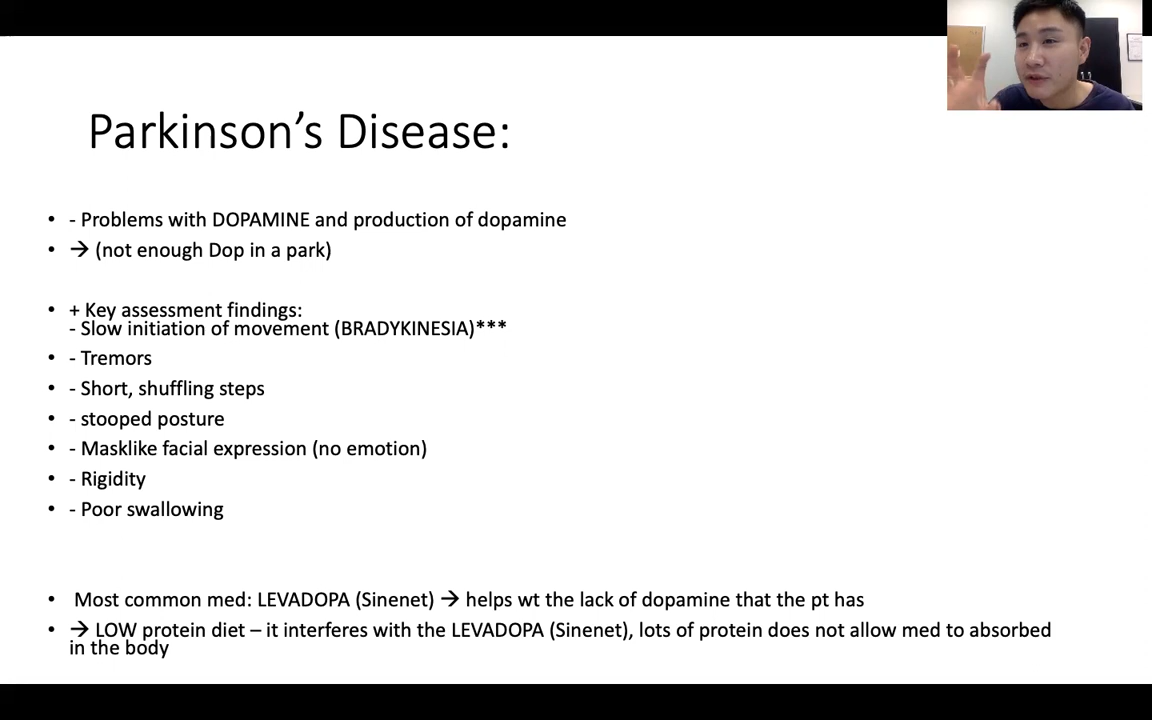 Parkinson's Disease:
• - Problems with DOPAMINE and production of dopamine
• → (not enough Dop in a park)
• + Key assessment findings:
- Slow initiation of movement (BRADYKINESIA)***
• - Tremors
• - Short, shuffling steps
• - stooped posture
• - Masklike facial expression (no emotion)
• - Rigidity
• - Poor swallowing
• Most common med: LEVADOPA (Sinenet) → helps wt the lack of dopamine that the pt has
• → LOW protein diet – it interferes with the LEVADOPA (Sinenet), lots of protein does not allow med to absorbed
in the body